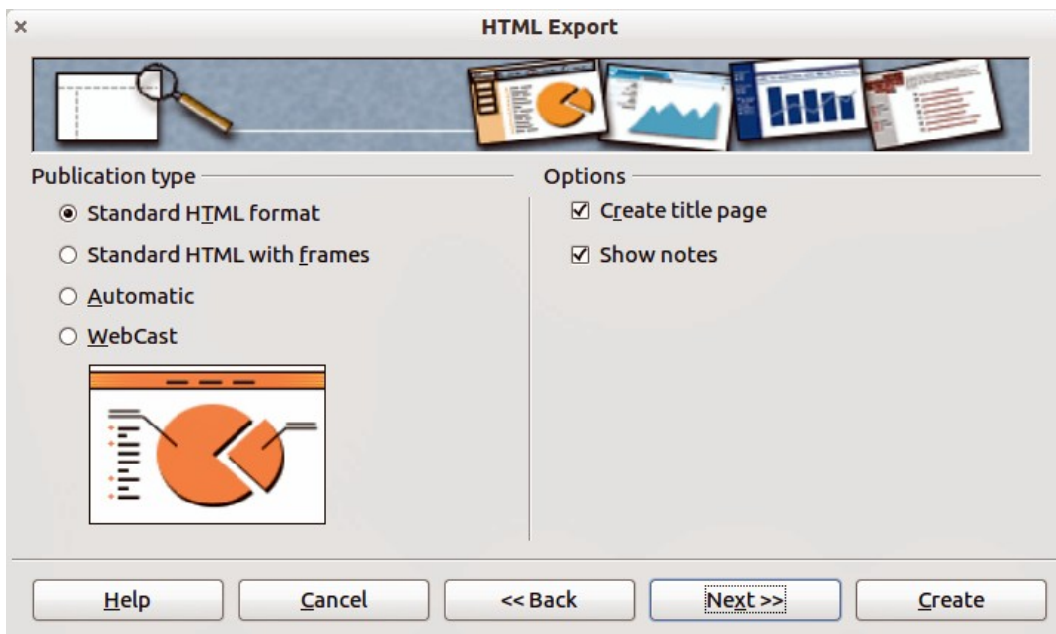 HTML Export
Publication type
Standard HTML format
Standard HTML with frames
Automatic
WebCast
Options
Create title page
Show notes
Help
Cancel
<< Back
Next >>
Create